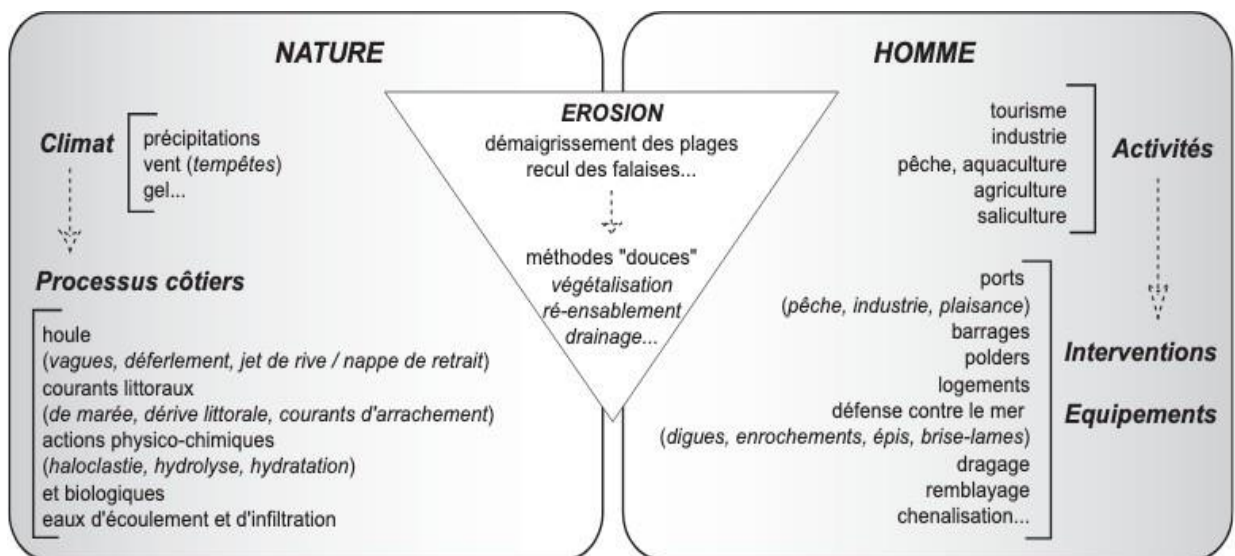 NATURE
Climat
précipitations
vent (tempêtes)
gel...
Processus côtiers
houle
(vagues, déferlement, jet de rive / nappe de retrait)
courants littoraux
(de marée, dérive littorale, courants d'arrachement)
actions physico-chimiques
(haloclastie, hydrolyse, hydratation)
et biologiques
eaux d'écoulement et d'infiltration
EROSION
démaigrissement des plages
recul des falaises...
méthodes "douces"
végétalisation
ré-ensablement
drainage...
HOMME
tourisme
industrie
pêche, aquaculture
agriculture
saliculture
Activités
ports
(pêche, industrie, plaisance)
barrages
polders
logements
défense contre le mer
(digues, enrochements, épis, brise-lames)
dragage
remblayage
chenalisation...
Interventions
Equipements